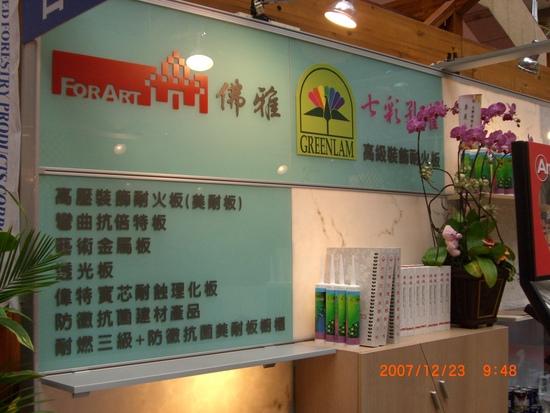 FORART
佛雅
GREENLAM
七彩孔雀
高級裝飾耐火板
高壓裝飾耐火板(美耐板)
彎曲抗倍特板
藝術金屬板
透光板
偉特實芯耐蝕理化板
防黴抗菌建材產品
耐燃三級+防黴抗菌美耐板櫥櫃
2007/12/23 9:48